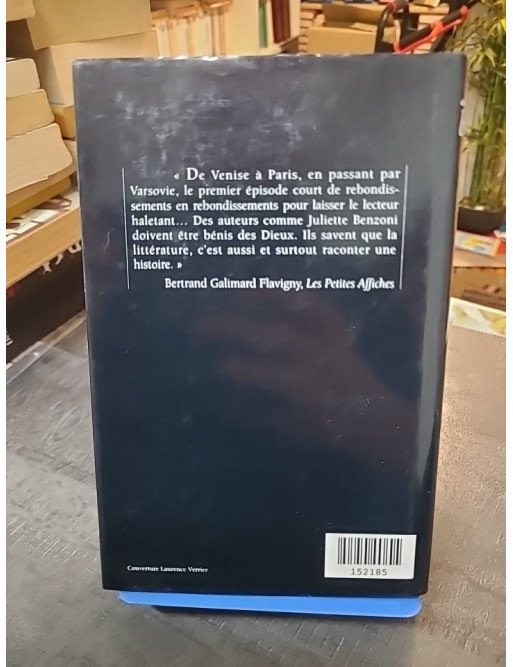 « De Venise à Paris, en passant par
Varsovie, le premier épisode court de rebondis-
sements en rebondissements pour laisser le lecteur
haletant... Des auteurs comme Juliette Benzoni
doivent être bénis des Dieux. Ils savent que la
littérature, c'est aussi et surtout raconter une
histoire. »
Bertrand Galimard Flavigny, Les Petites Affiches
Couverture Laurence Verrier
152185